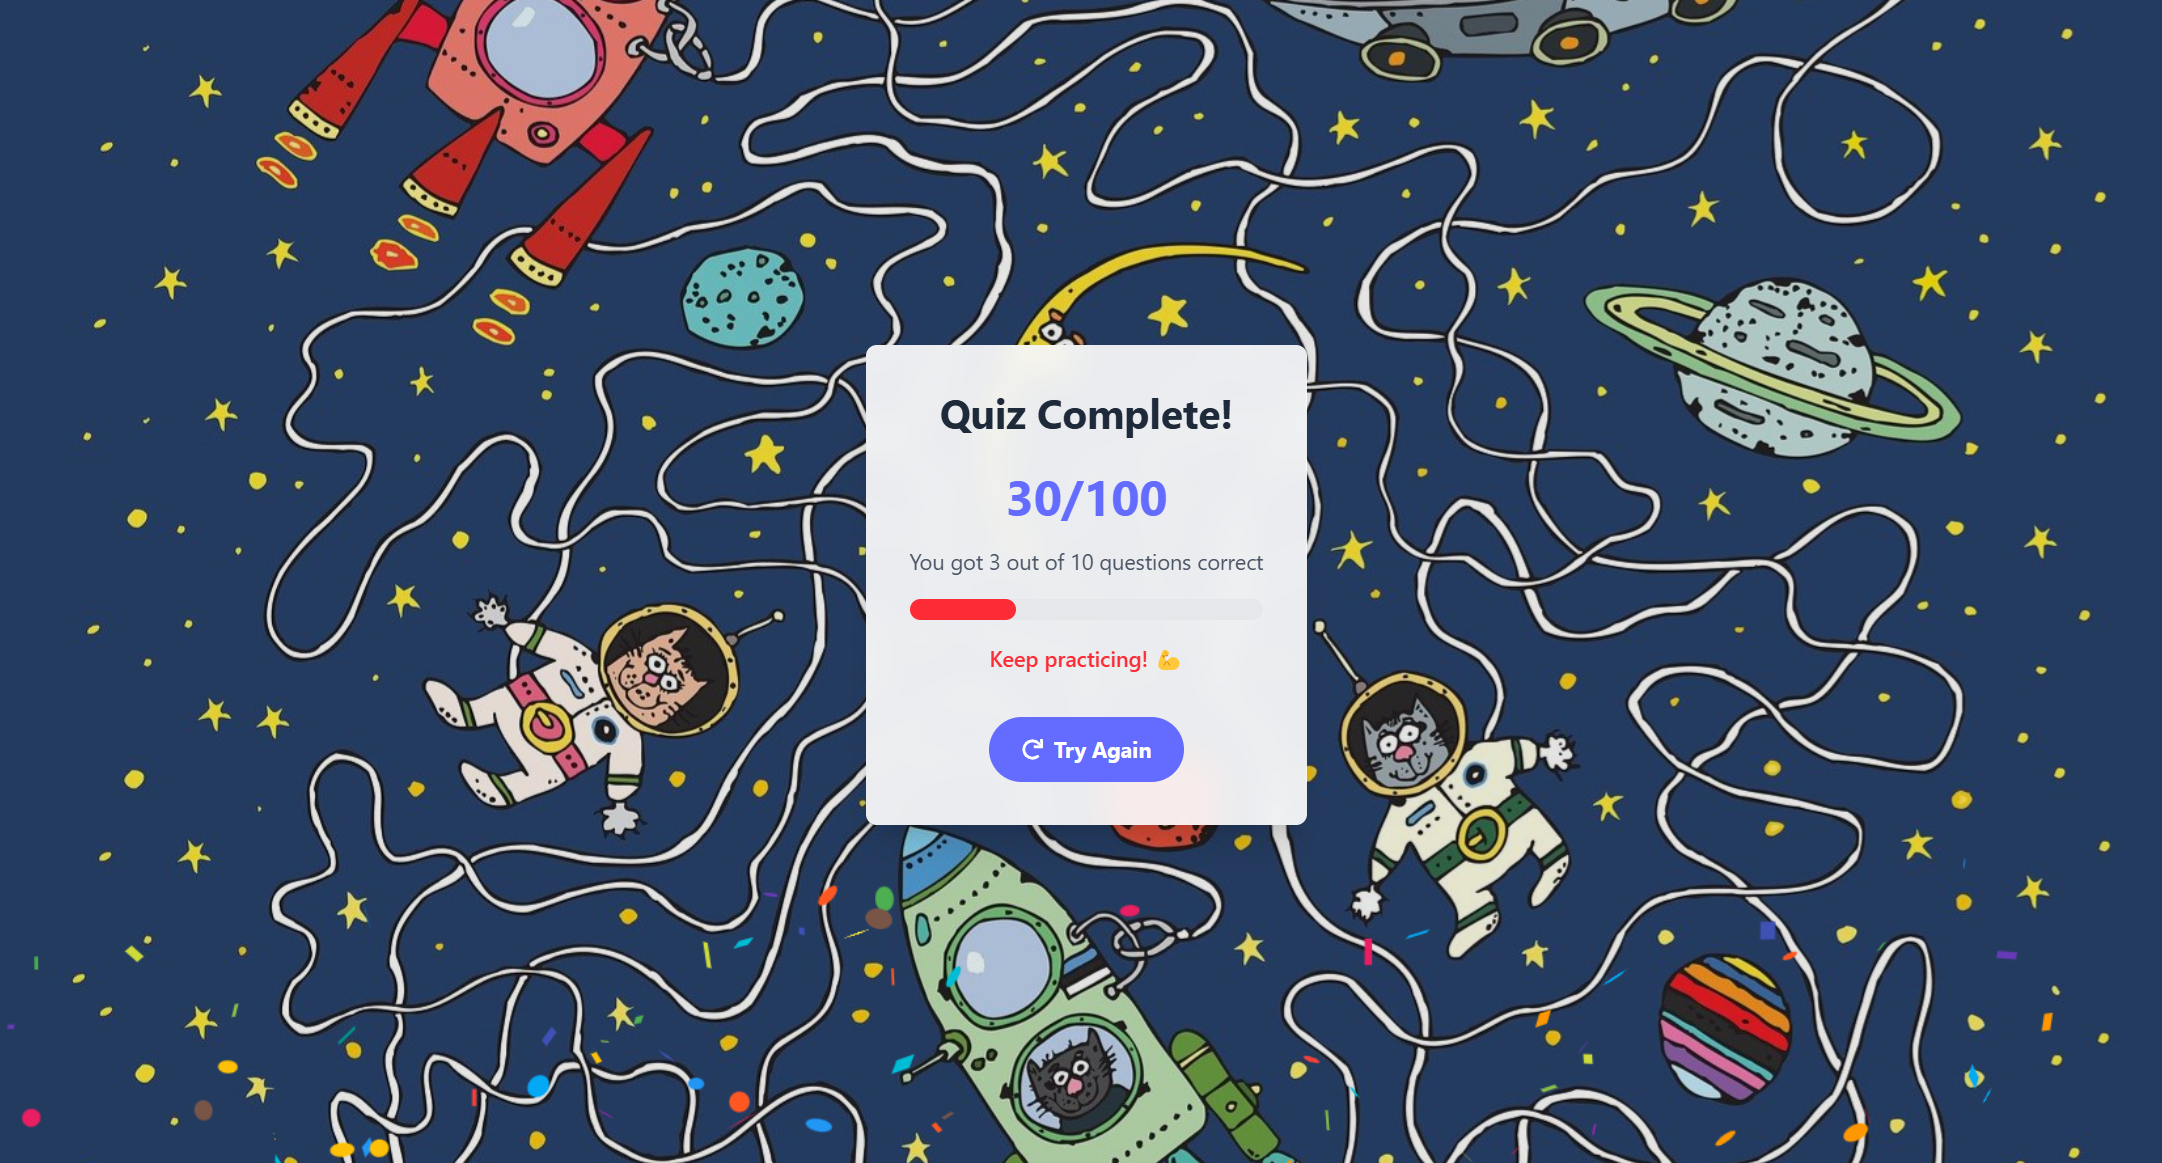 Quiz Complete!
30/100
You got 3 out of 10 questions correct
Keep practicing! 💪
Try Again